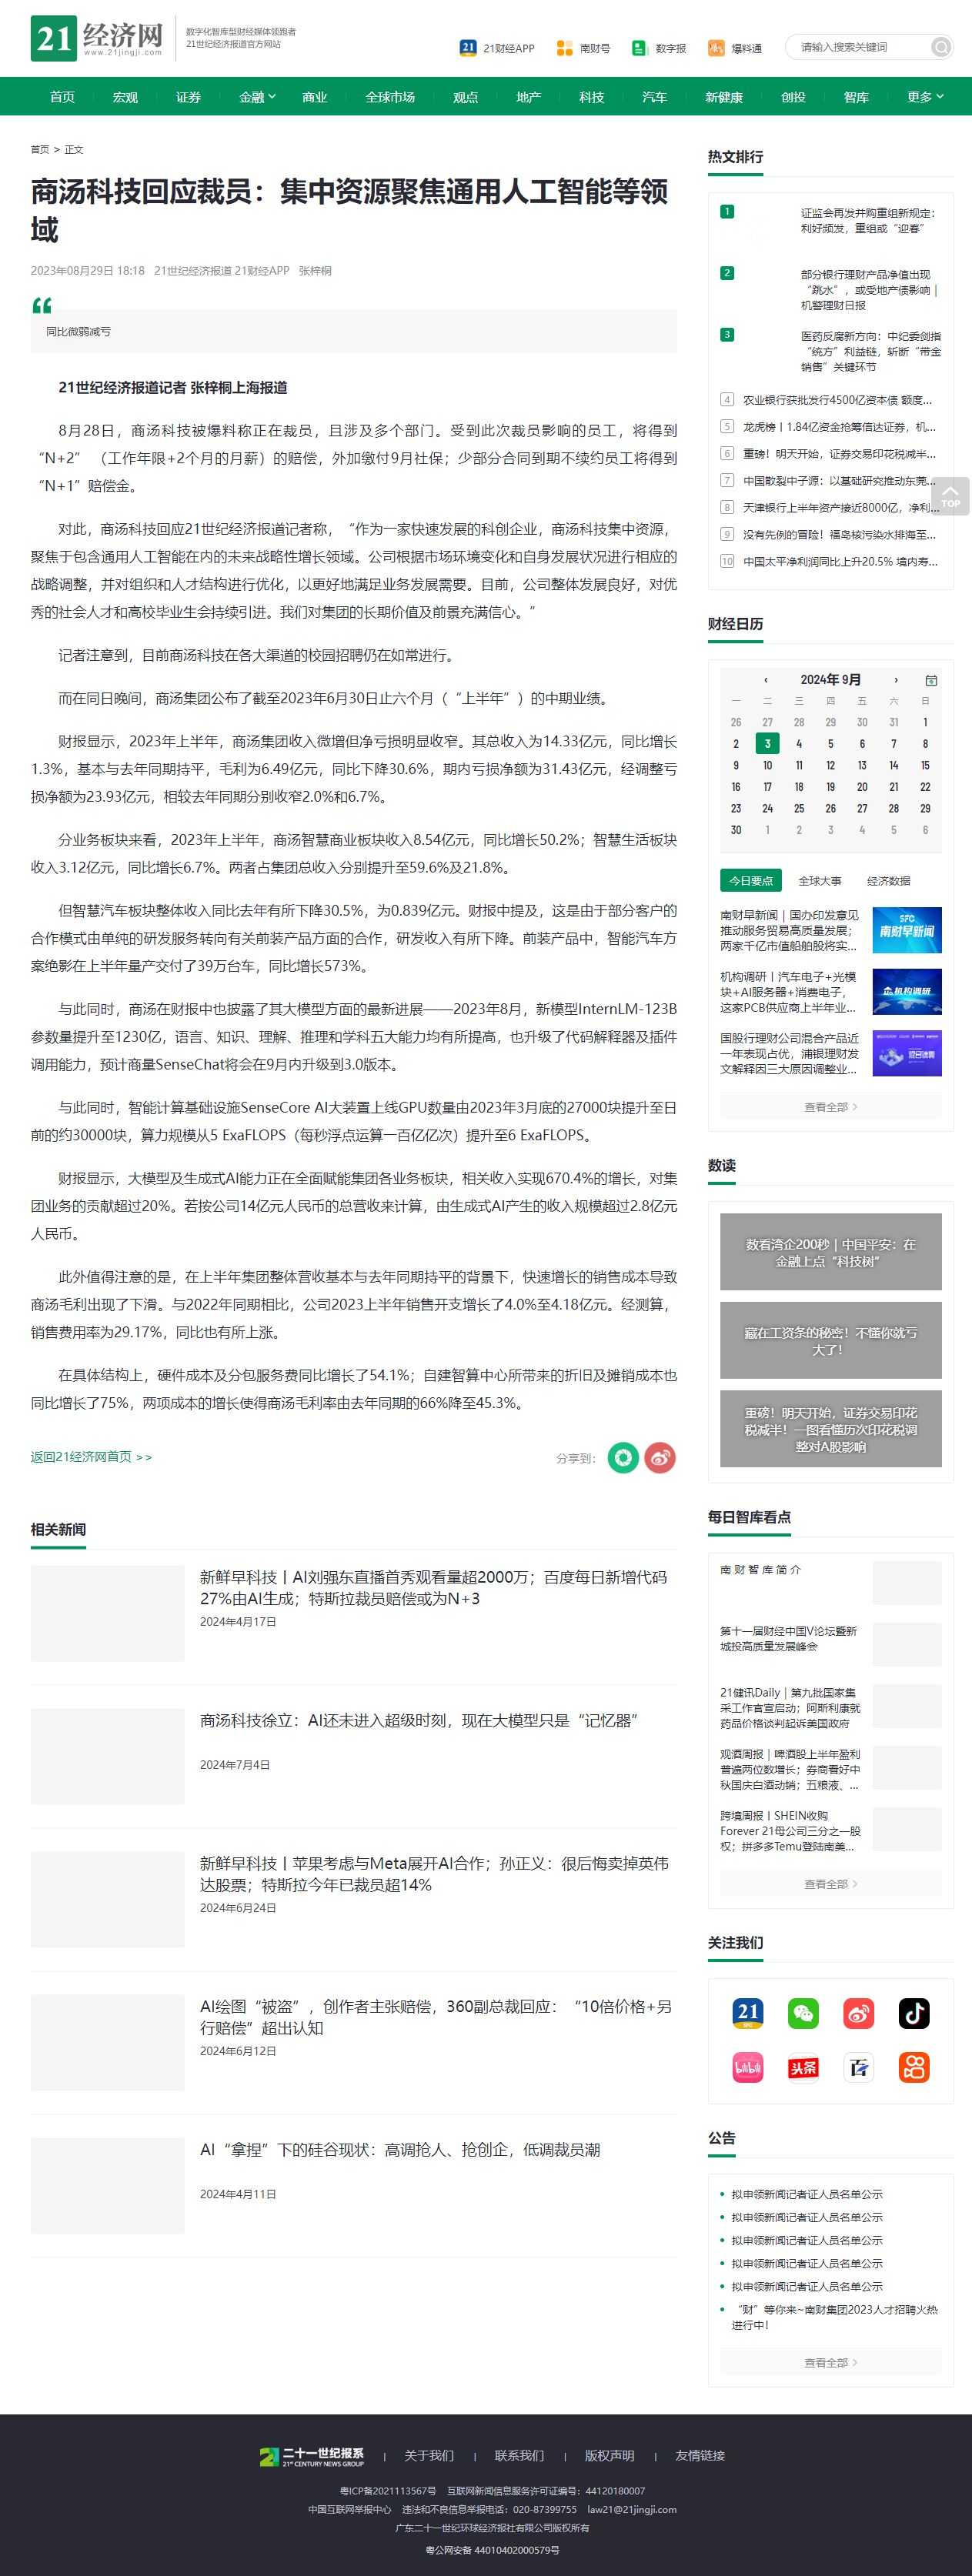 21 经济网
www.21jingji.com
数字化智库型财经媒体领跑者
21世纪经济报道官方网站
21财经APP
南财号
数字报
爆料通
请输入搜索关键词
首页 宏观 证券 金融 商业 全球市场 观点 地产 科技 汽车 新健康 创投 智库 更多
首页 > 正文
商汤科技回应裁员：集中资源聚焦通用人工智能等领
域
2023年08月29日 18:18 21世纪经济报道 21财经APP 张梓桐
同比微弱减亏
21世纪经济报道记者 张梓桐上海报道
8月28日，商汤科技被爆料称正在裁员，且涉及多个部门。受到此次裁员影响的员工，将得到
“N+2” （工作年限+2个月的月薪）的赔偿，外加缴付9月社保；少部分合同到期不续约员工将得到
“N+1”赔偿金。
对此，商汤科技回应21世纪经济报道记者称，“作为一家快速发展的科创企业，商汤科技集中资源，
聚焦于包含通用人工智能在内的未来战略性增长领域。公司根据市场环境变化和自身发展状况进行相应的
战略调整，并对组织和人才结构进行优化，以更好地满足业务发展需要。目前，公司整体发展良好，对优
秀的社会人才和高校毕业生会持续引进。我们对集团的长期价值及前景充满信心。”
记者注意到，目前商汤科技在各大渠道的校园招聘仍在如常进行。
而在同日晚间，商汤集团公布了截至2023年6月30日止六个月（“上半年”）的中期业绩。
财报显示，2023年上半年，商汤集团收入微增但净亏损明显收窄。其总收入为14.33亿元，同比增长
1.3%，基本与去年同期持平，毛利为6.49亿元，同比下降30.6%，期内亏损净额为31.43亿元，经调整亏
损净额为23.93亿元，相较去年同期分别收窄2.0%和6.7%。
分业务板块来看，2023年上半年，商汤智慧商业板块收入8.54亿元，同比增长50.2%；智慧生活板块
收入3.12亿元，同比增长6.7%。两者占集团总收入分别提升至59.6%及21.8%。
但智慧汽车板块整体收入同比去年有所下降30.5%，为0.839亿元。财报中提及，这是由于部分客户的
合作模式由单纯的研发服务转向有关前装产品方面的合作，研发收入有所下降。前装产品中，智能汽车方
案绝影在上半年量产交付了39万台车，同比增长573%。
与此同时，商汤在财报中也披露了其大模型方面的最新进展——2023年8月，新模型InternLM-123B
参数量提升至1230亿，语言、知识、理解、推理和学科五大能力均有所提高，也升级了代码解释器及插件
调用能力，预计商量SenseChat将会在9月内升级到3.0版本。
与此同时，智能计算基础设施SenseCore AI大装置上线GPU数量由2023年3月底的27000块提升至日
前的约30000块，算力规模从5 ExaFLOPS（每秒浮点运算一百亿亿次）提升至6 ExaFLOPS。
财报显示，大模型及生成式AI能力正在全面赋能集团各业务板块，相关收入实现670.4%的增长，对集
团业务的贡献超过20%。若按公司14亿元人民币的总营收来计算，由生成式AI产生的收入规模超过2.8亿元
人民币。
此外值得注意的是，在上半年集团整体营收基本与去年同期持平的背景下，快速增长的销售成本导致
商汤毛利出现了下滑。与2022年同期相比，公司2023上半年销售开支增长了4.0%至4.18亿元。经测算，
销售费用率为29.17%，同比也有所上涨。
在具体结构上，硬件成本及分包服务费同比增长了54.1%；自建智算中心所带来的折旧及摊销成本也
同比增长了75%，两项成本的增长使得商汤毛利率由去年同期的66%降至45.3%。
返回21经济网首页 >>
分享到：
相关新闻
新鲜早科技丨AI刘强东直播首秀观看量超2000万；百度每日新增代码
27%由AI生成；特斯拉裁员赔偿或为N+3
2024年4月17日
商汤科技徐立：AI还未进入超级时刻，现在大模型只是“记忆器”
2024年7月4日
新鲜早科技丨苹果考虑与Meta展开AI合作；孙正义：很后悔卖掉英伟
达股票；特斯拉今年已裁员超14%
2024年6月24日
AI绘图“被盗”，创作者主张赔偿，360副总裁回应：“10倍价格+另
行赔偿”超出认知
2024年6月12日
AI“拿捏”下的硅谷现状：高调抢人、抢创企，低调裁员潮
2024年4月11日
热文排行
1 证监会再发并购重组新规定：
利好频发，重组或“迎春”
2 部分银行理财产品净值出现
“跳水”，或受地产债影响｜
机警理财日报
3 医药反腐新方向：中纪委剑指
“统方”利益链，斩断“带金
销售”关键环节
4 农业银行获批发行4500亿资本债 额度...
5 龙虎榜丨1.84亿资金抢筹信达证券，机...
6 重磅！明天开始，证券交易印花税减半...
7 中国散裂中子源：以基础研究推动东莞...
8 天津银行上半年资产接近8000亿，净利...
9 没有先例的冒险！福岛核污染水排海至...
10 中国太平净利润同比上升20.5% 境内寿...
TOP
财经日历
‹ 2024年 9月 ›
一 二 三 四 五 六 日
26 27 28 29 30 31 1
2 3 4 5 6 7 8
9 10 11 12 13 14 15
16 17 18 19 20 21 22
23 24 25 26 27 28 29
30 1 2 3 4 5 6
今日要点 全球大事 经济数据
南财早新闻｜国办印发意见
推动服务贸易高质量发展；
两家千亿市值船舶股将实...
SFC
南财早新闻
机构调研丨汽车电子+光模
块+AI服务器+消费电子，
这家PCB供应商上半年业...
机构调研
国股行理财公司混合产品近
一年表现占优，浦银理财发
文解释因三大原因调整业...
查看全部
数读
数看湾企200秒｜中国平安：在
金融上点“科技树”
藏在工资条的秘密！不懂你就亏
大了！
重磅！明天开始，证券交易印花
税减半！一图看懂历次印花税调
整对A股影响
每日智库看点
南 财 智 库 简 介
第十一届财经中国V论坛暨新
城投高质量发展峰会
21健讯Daily｜第九批国家集
采工作官宣启动；阿斯利康就
药品价格谈判起诉美国政府
观酒周报｜啤酒股上半年盈利
普遍两位数增长；券商看好中
秋国庆白酒动销；五粮液、...
跨境周报丨SHEIN收购
Forever 21母公司三分之一股
权；拼多多Temu登陆南美...
查看全部
关注我们
21
bilibili
头条
百
公告
拟申领新闻记者证人员名单公示
拟申领新闻记者证人员名单公示
拟申领新闻记者证人员名单公示
拟申领新闻记者证人员名单公示
拟申领新闻记者证人员名单公示
“财”等你来~南财集团2023人才招聘火热
进行中！
查看全部
二十一世纪报系
21ST CENTURY NEWS GROUP
| 关于我们 | 联系我们 | 版权声明 | 友情链接
粤ICP备2021113567号 互联网新闻信息服务许可证编号：44120180007
中国互联网举报中心 违法和不良信息举报电话：020-87399755 law21@21jingji.com
广东二十一世纪环球经济报社有限公司版权所有
粤公网安备 44010402000579号